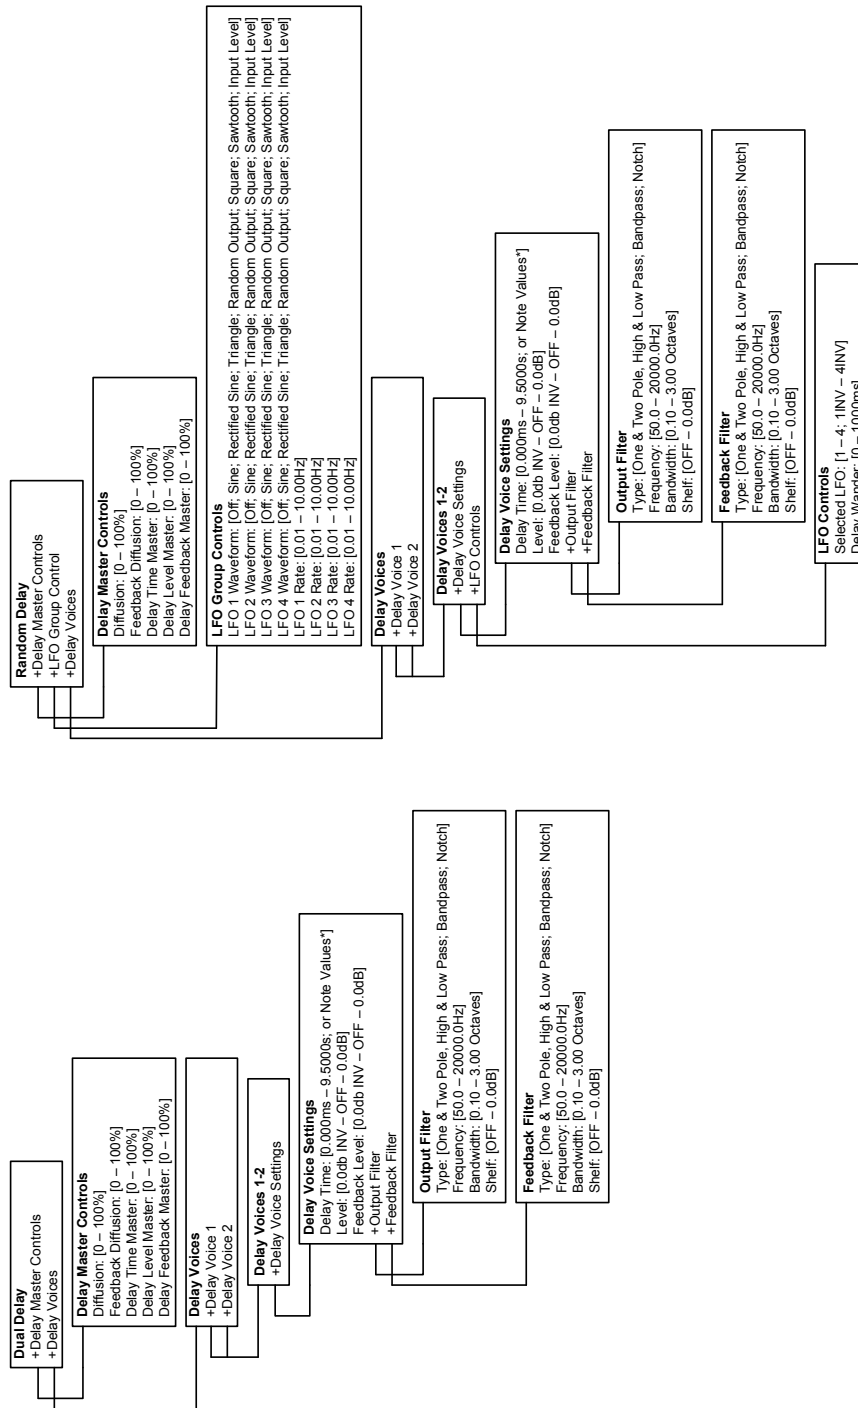 Dual Delay
+Delay Master Controls
+Delay Voices
Delay Master Controls
Diffusion: [0 – 100%]
Feedback Diffusion: [0 – 100%]
Delay Time Master: [0 – 100%]
Delay Level Master: [0 – 100%]
Delay Feedback Master: [0 – 100%]
Delay Voices
+Delay Voice 1
+Delay Voice 2
Delay Voices 1-2
+Delay Voice Settings
Delay Voice Settings
Delay Time: [0.000ms – 9.5000s; or Note Values*]
Level: [0.0db INV – OFF – 0.0dB]
Feedback Level: [0.0db INV – OFF – 0.0dB]
+Output Filter
+Feedback Filter
Output Filter
Type: [One & Two Pole, High & Low Pass; Bandpass; Notch]
Frequency: [50.0 – 20000.0Hz]
Bandwidth: [0.10 – 3.00 Octaves]
Shelf: [OFF – 0.0dB]
Feedback Filter
Type: [One & Two Pole, High & Low Pass; Bandpass; Notch]
Frequency: [50.0 – 20000.0Hz]
Bandwidth: [0.10 – 3.00 Octaves]
Shelf: [OFF – 0.0dB]
Random Delay
+Delay Master Controls
+LFO Group Control
+Delay Voices
Delay Master Controls
Diffusion: [0 – 100%]
Feedback Diffusion: [0 – 100%]
Delay Time Master: [0 – 100%]
Delay Level Master: [0 – 100%]
Delay Feedback Master: [0 – 100%]
LFO Group Controls
LFO 1 Waveform: [Off; Sine; Rectified Sine; Triangle; Random Output; Square; Sawtooth; Input Level]
LFO 2 Waveform: [Off; Sine; Rectified Sine; Triangle; Random Output; Square; Sawtooth; Input Level]
LFO 3 Waveform: [Off; Sine; Rectified Sine; Triangle; Random Output; Square; Sawtooth; Input Level]
LFO 4 Waveform: [Off; Sine; Rectified Sine; Triangle; Random Output; Square; Sawtooth; Input Level]
LFO 1 Rate: [0.01 – 10.00Hz]
LFO 2 Rate: [0.01 – 10.00Hz]
LFO 3 Rate: [0.01 – 10.00Hz]
LFO 4 Rate: [0.01 – 10.00Hz]
Delay Voices
+Delay Voice 1
+Delay Voice 2
Delay Voices 1-2
+Delay Voice Settings
+LFO Controls
Delay Voice Settings
Delay Time: [0.000ms – 9.5000s; or Note Values*]
Level: [0.0db INV – OFF – 0.0dB]
Feedback Level: [0.0db INV – OFF – 0.0dB]
+Output Filter
+Feedback Filter
Output Filter
Type: [One & Two Pole, High & Low Pass; Bandpass; Notch]
Frequency: [50.0 – 20000.0Hz]
Bandwidth: [0.10 – 3.00 Octaves]
Shelf: [OFF – 0.0dB]
Feedback Filter
Type: [One & Two Pole, High & Low Pass; Bandpass; Notch]
Frequency: [50.0 – 20000.0Hz]
Bandwidth: [0.10 – 3.00 Octaves]
Shelf: [OFF – 0.0dB]
LFO Controls
Selected LFO: [1 – 4; 1INV – 4INV]
Delay Wander: [0 – 1000ms]